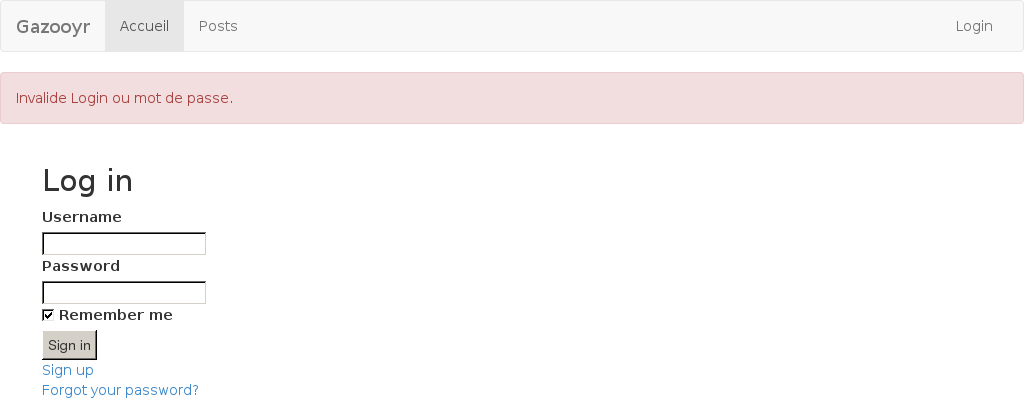 Gazooyr Accueil Posts Login
Invalide Login ou mot de passe.
Log in
Username
Password
Remember me
Sign in
Sign up
Forgot your password?